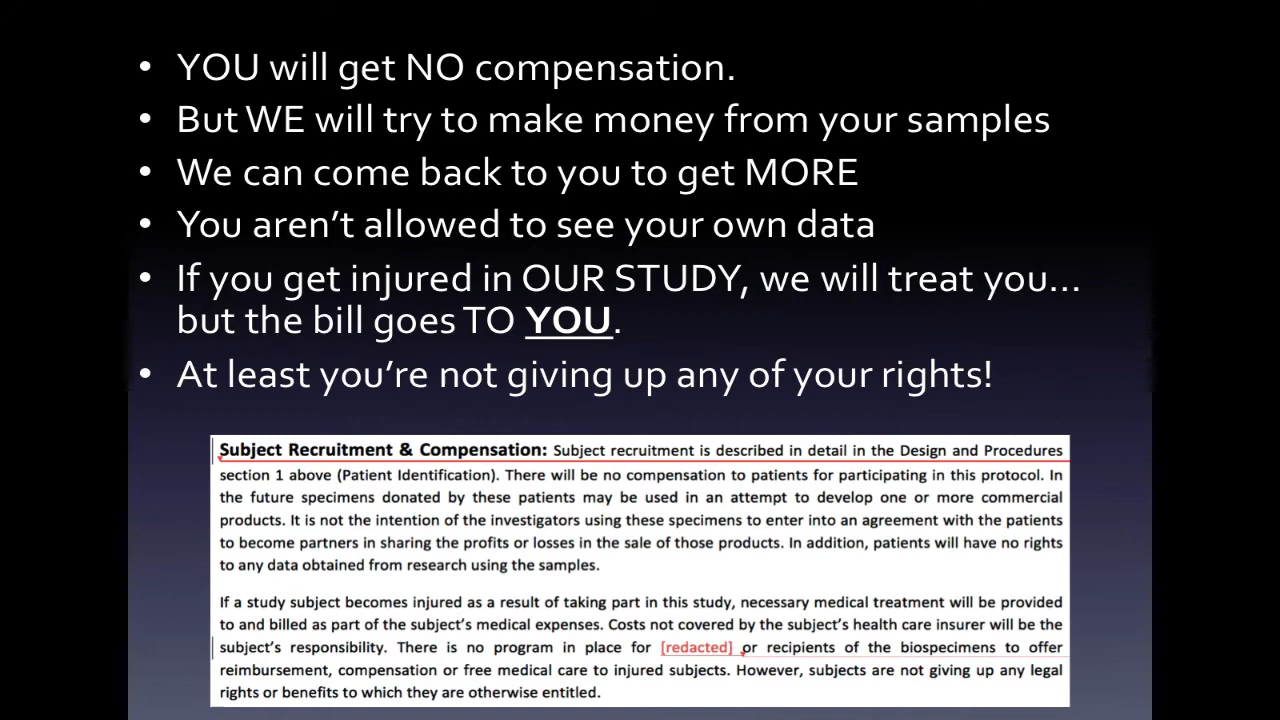 • YOU will get NO compensation.
• But WE will try to make money from your samples
• We can come back to you to get MORE
• You aren’t allowed to see your own data
• If you get injured in OUR STUDY, we will treat you…
but the bill goes TO YOU.
• At least you’re not giving up any of your rights!
Subject Recruitment & Compensation: Subject recruitment is described in detail in the Design and Procedures
section 1 above (Patient Identification). There will be no compensation to patients for participating in this protocol. In
the future specimens donated by these patients may be used in an attempt to develop one or more commercial
products. It is not the intention of the investigators using these specimens to enter into an agreement with the patients
to become partners in sharing the profits or losses in the sale of those products. In addition, patients will have no rights
to any data obtained from research using the samples.
If a study subject becomes injured as a result of taking part in this study, necessary medical treatment will be provided
to and billed as part of the subject’s medical expenses. Costs not covered by the subject’s health care insurer will be the
subject’s responsibility. There is no program in place for [redacted] or recipients of the biospecimens to offer
reimbursement, compensation or free medical care to injured subjects. However, subjects are not giving up any legal
rights or benefits to which they are otherwise entitled.